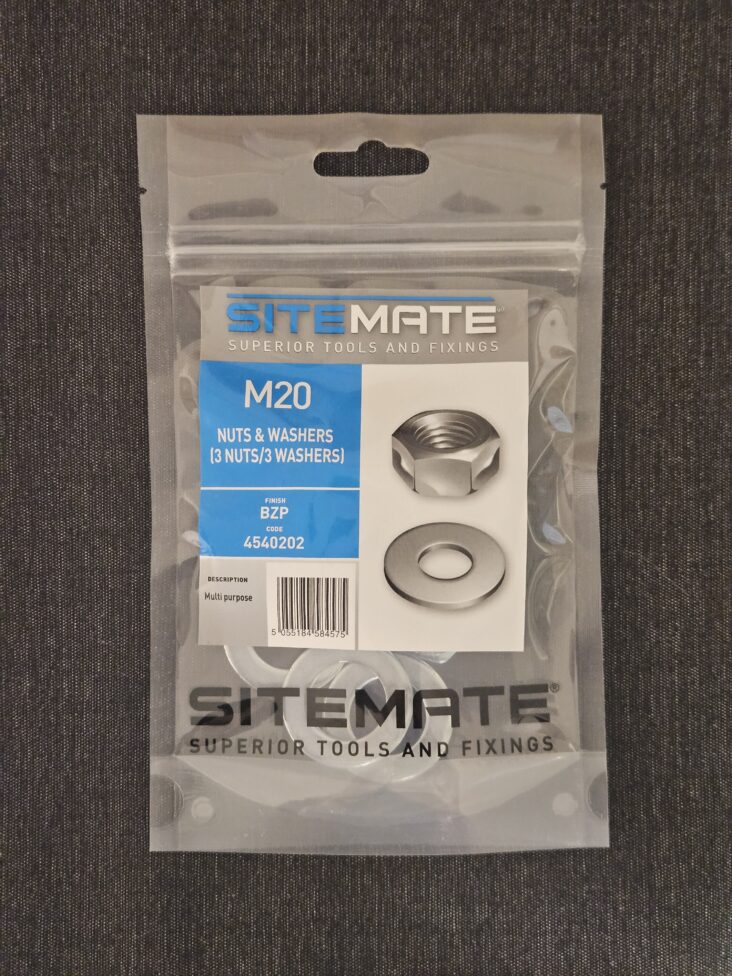 SITEMATE
SUPERIOR TOOLS AND FIXINGS
M20
NUTS & WASHERS
(3 NUTS/3 WASHERS)
FINISH
BZP
CODE
4540202
DESCRIPTION
Multi purpose
5 055184 584575
SITEMATE®
SUPERIOR TOOLS AND FIXINGS